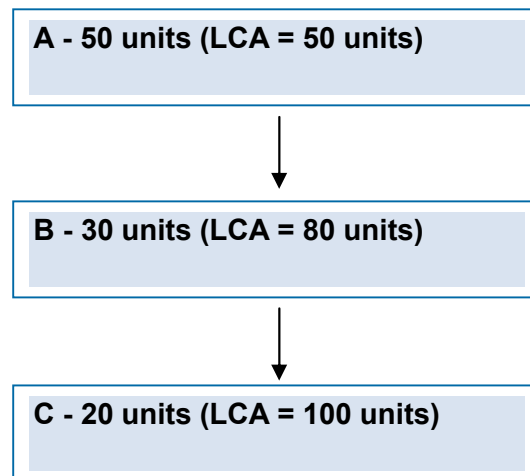 A - 50 units (LCA = 50 units)
B - 30 units (LCA = 80 units)
C - 20 units (LCA = 100 units)